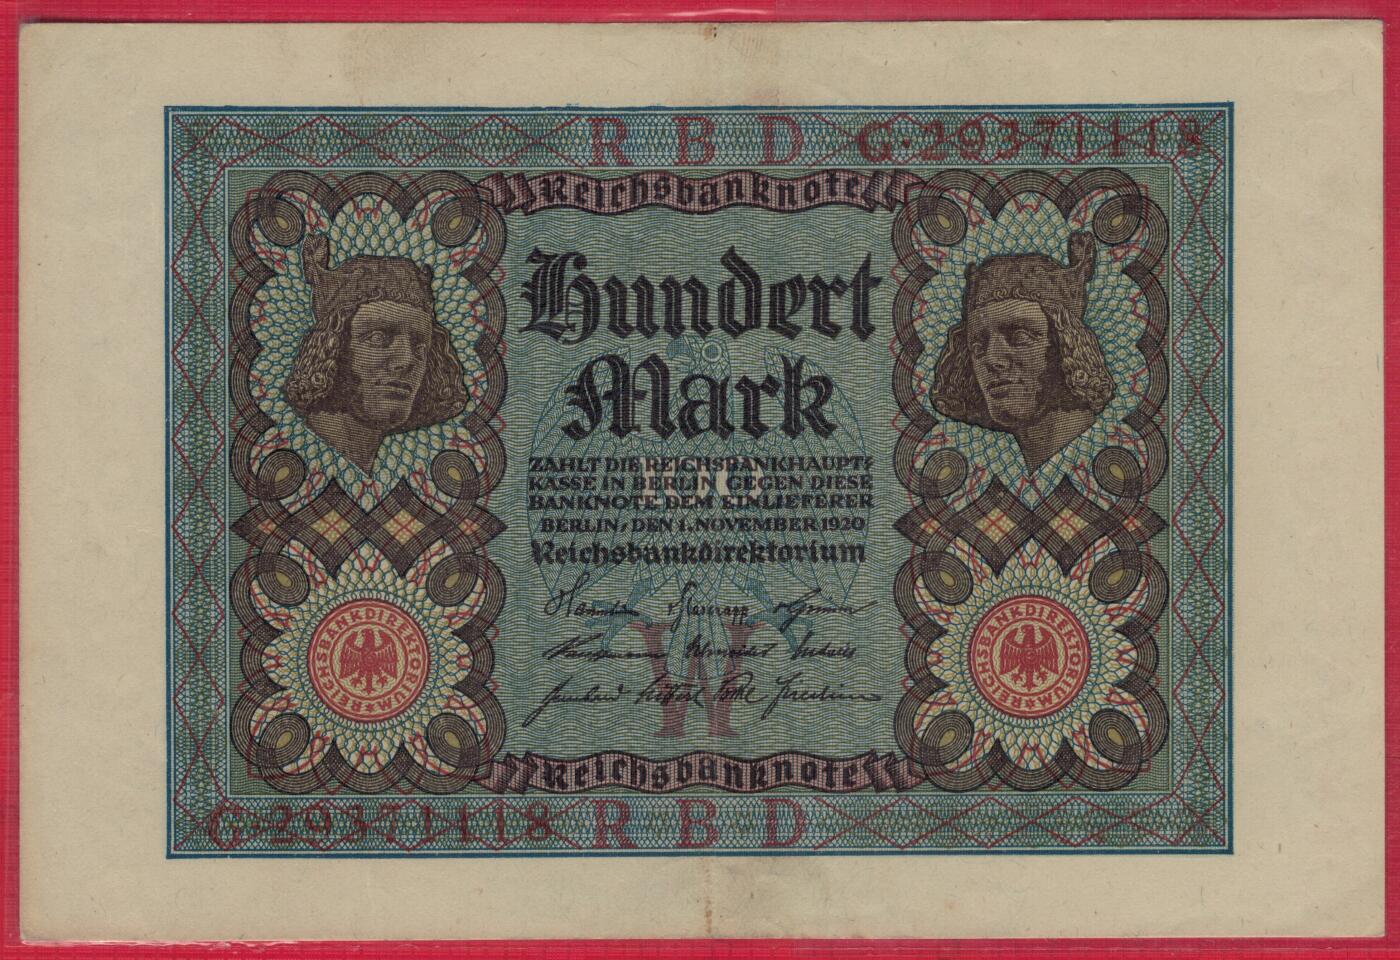 R B D G·29371118
Reichsbanknote
Hundert
Mark
ZAHLT DIE REICHSBANKHAUPT-
KASSE IN BERLIN GEGEN DIESE
BANKNOTE DEM EINLIEFERER
BERLIN, DEN 1. NOVEMBER 1920
Reichsbankdirektorium
REICHSBANKDIREKTORIUM
REICHSBANKDIREKTORIUM
Reichsbanknote
G·29371118 R B D